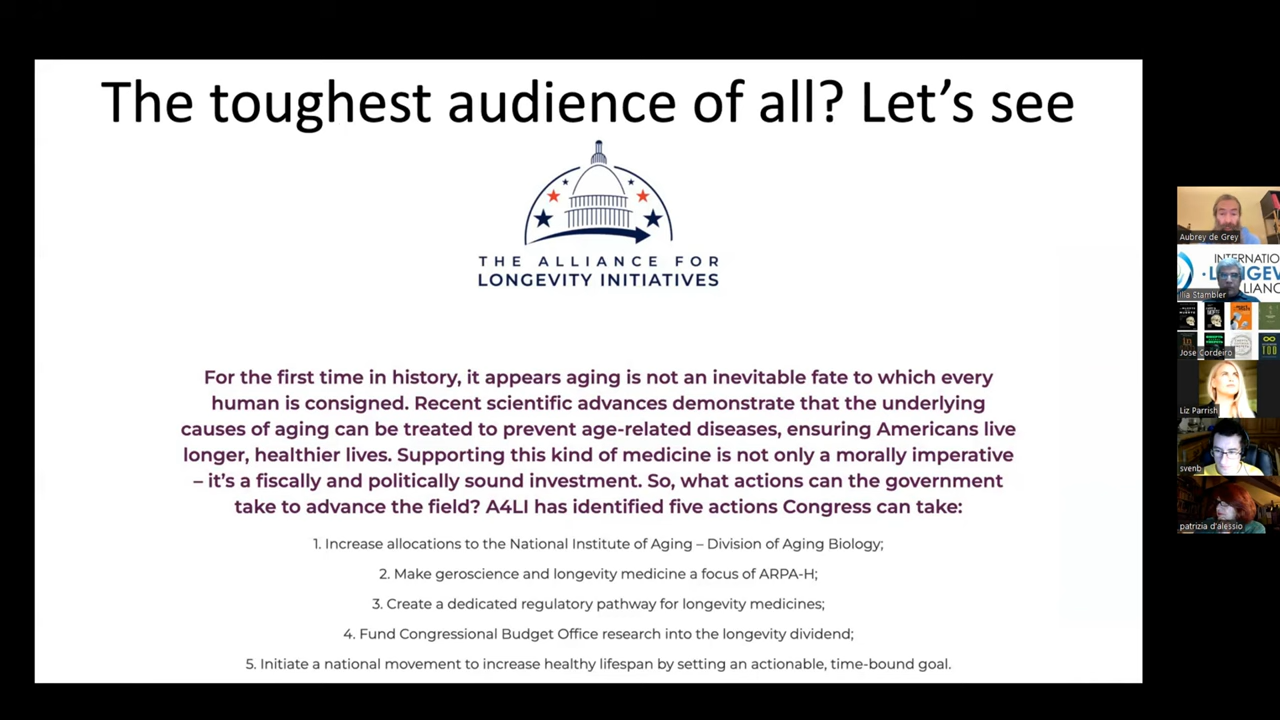 The toughest audience of all? Let's see
THE ALLIANCE FOR
LONGEVITY INITIATIVES
For the first time in history, it appears aging is not an inevitable fate to which every
human is consigned. Recent scientific advances demonstrate that the underlying
causes of aging can be treated to prevent age-related diseases, ensuring Americans live
longer, healthier lives. Supporting this kind of medicine is not only a morally imperative
– it's a fiscally and politically sound investment. So, what actions can the government
take to advance the field? A4LI has identified five actions Congress can take:
1. Increase allocations to the National Institute of Aging – Division of Aging Biology;
2. Make geroscience and longevity medicine a focus of ARPA-H;
3. Create a dedicated regulatory pathway for longevity medicines;
4. Fund Congressional Budget Office research into the longevity dividend;
5. Initiate a national movement to increase healthy lifespan by setting an actionable, time-bound goal.
Aubrey de Grey
INTERNATIO
LONGEV
LLIANC
Ilia Stambler
Jose Cordeiro
Liz Parrish
svenb
patrizia d'alessio